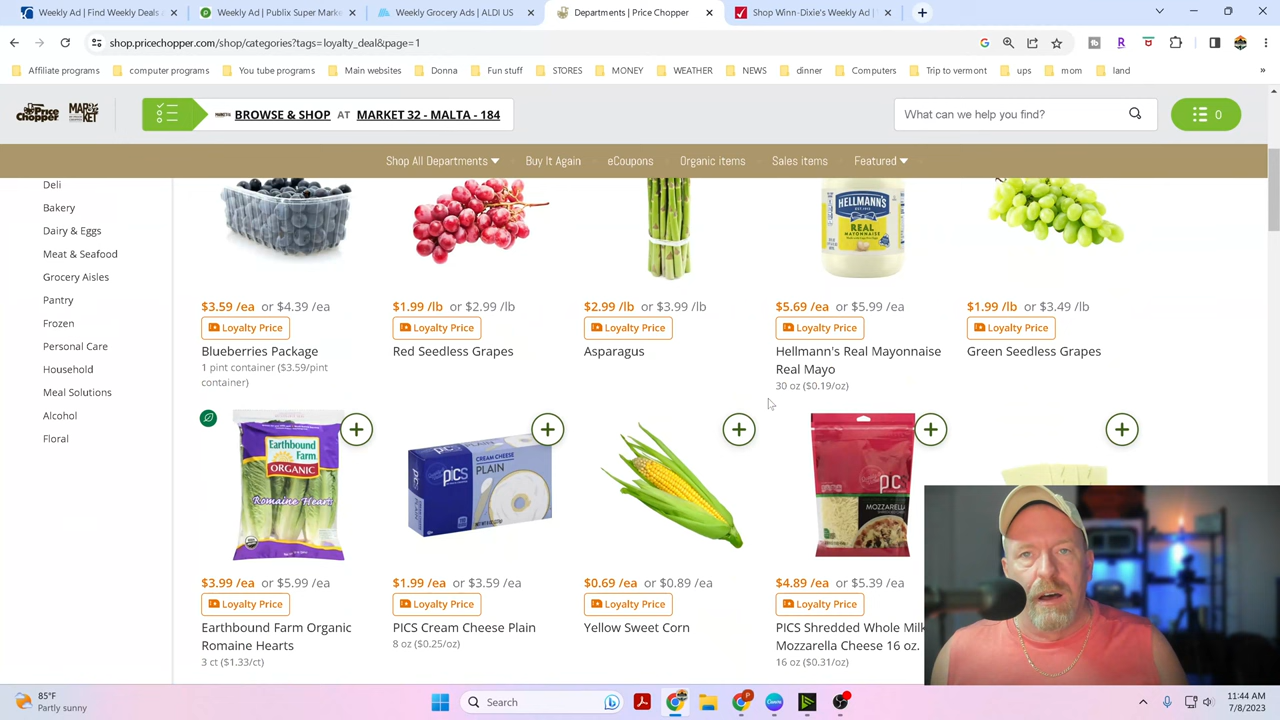 Weekly Ad | Find Weekly Deals a
Weekly Ad | Publix Super Marke
Weekly Grocery Ads | ALDI US
Departments | Price Chopper
Shop Winn-Dixie's Weekly Ad |
shop.pricechopper.com/shop/categories?tags=loyalty_deal&page=1
Affiliate programs computer programs You tube programs Main websites Donna Fun stuff STORES MONEY WEATHER NEWS dinner Computers Trip to vermont ups mom land »
Price Chopper MARKET 32
BROWSE & SHOP AT MARKET 32 - MALTA - 184
What can we help you find?
0
Shop All Departments Buy It Again eCoupons Organic items Sales items Featured
Deli
Bakery
Dairy & Eggs
Meat & Seafood
Grocery Aisles
Pantry
Frozen
Personal Care
Household
Meal Solutions
Alcohol
Floral
HELLMANN'S
REAL
MAYONNAISE
$3.59 /ea or $4.39 /ea
Loyalty Price
Blueberries Package
1 pint container ($3.59/pint
container)
$1.99 /lb or $2.99 /lb
Loyalty Price
Red Seedless Grapes
$2.99 /lb or $3.99 /lb
Loyalty Price
Asparagus
$5.69 /ea or $5.99 /ea
Loyalty Price
Hellmann's Real Mayonnaise
Real Mayo
30 oz ($0.19/oz)
$1.99 /lb or $3.49 /lb
Loyalty Price
Green Seedless Grapes
Earthbound
Farm
ORGANIC
Romaine Hearts
$3.99 /ea or $5.99 /ea
Loyalty Price
Earthbound Farm Organic
Romaine Hearts
3 ct ($1.33/ct)
pics
CREAM CHEESE
PLAIN
$1.99 /ea or $3.59 /ea
Loyalty Price
PICS Cream Cheese Plain
8 oz ($0.25/oz)
$0.69 /ea or $0.89 /ea
Loyalty Price
Yellow Sweet Corn
pc
MOZZARELLA
$4.89 /ea or $5.39 /ea
Loyalty Price
PICS Shredded Whole Milk
Mozzarella Cheese 16 oz.
16 oz ($0.31/oz)
85°F
Partly sunny
Search
11:44 AM
7/8/2023